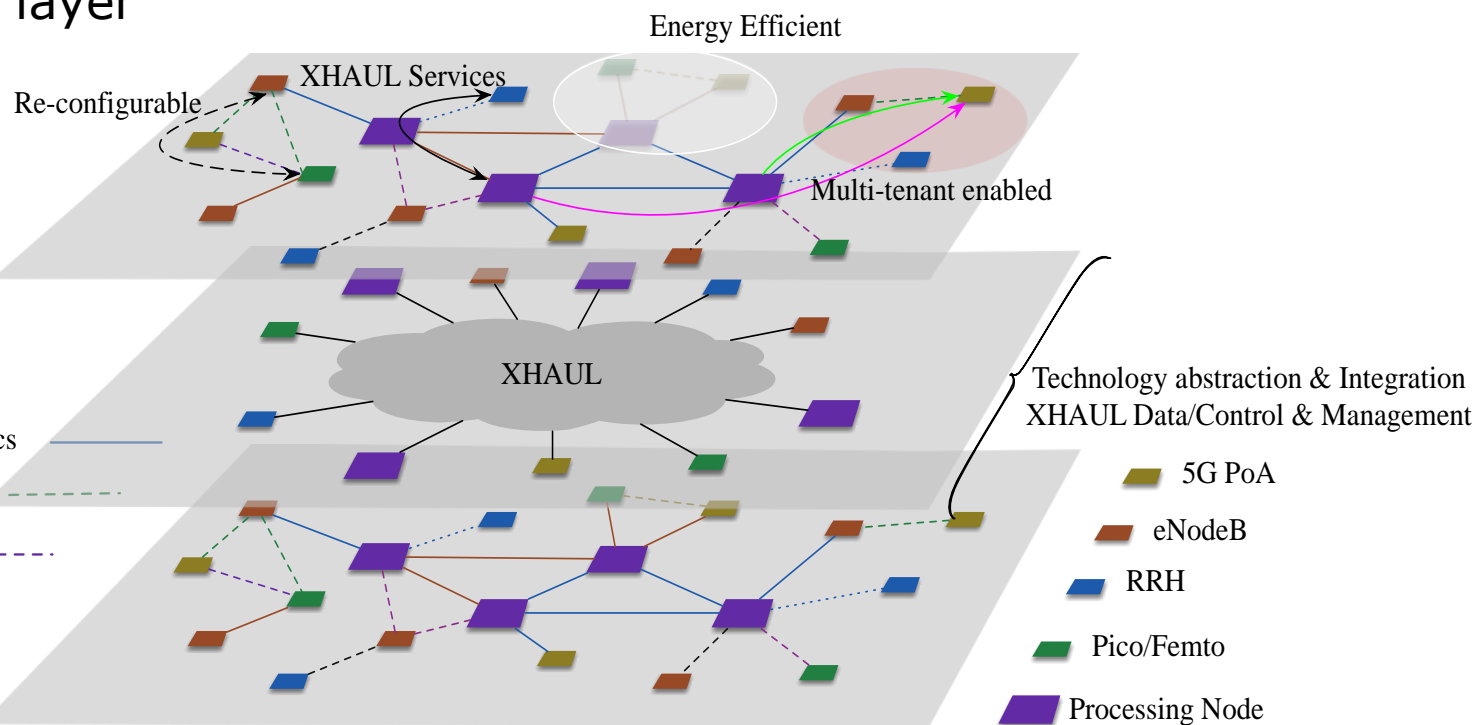 layer
Energy Efficient
XHAUL Services
Re-configurable
Multi-tenant enabled
XHAUL
Technology abstraction & Integration
XHAUL Data/Control & Management
cs
5G PoA
eNodeB
RRH
Pico/Femto
Processing Node